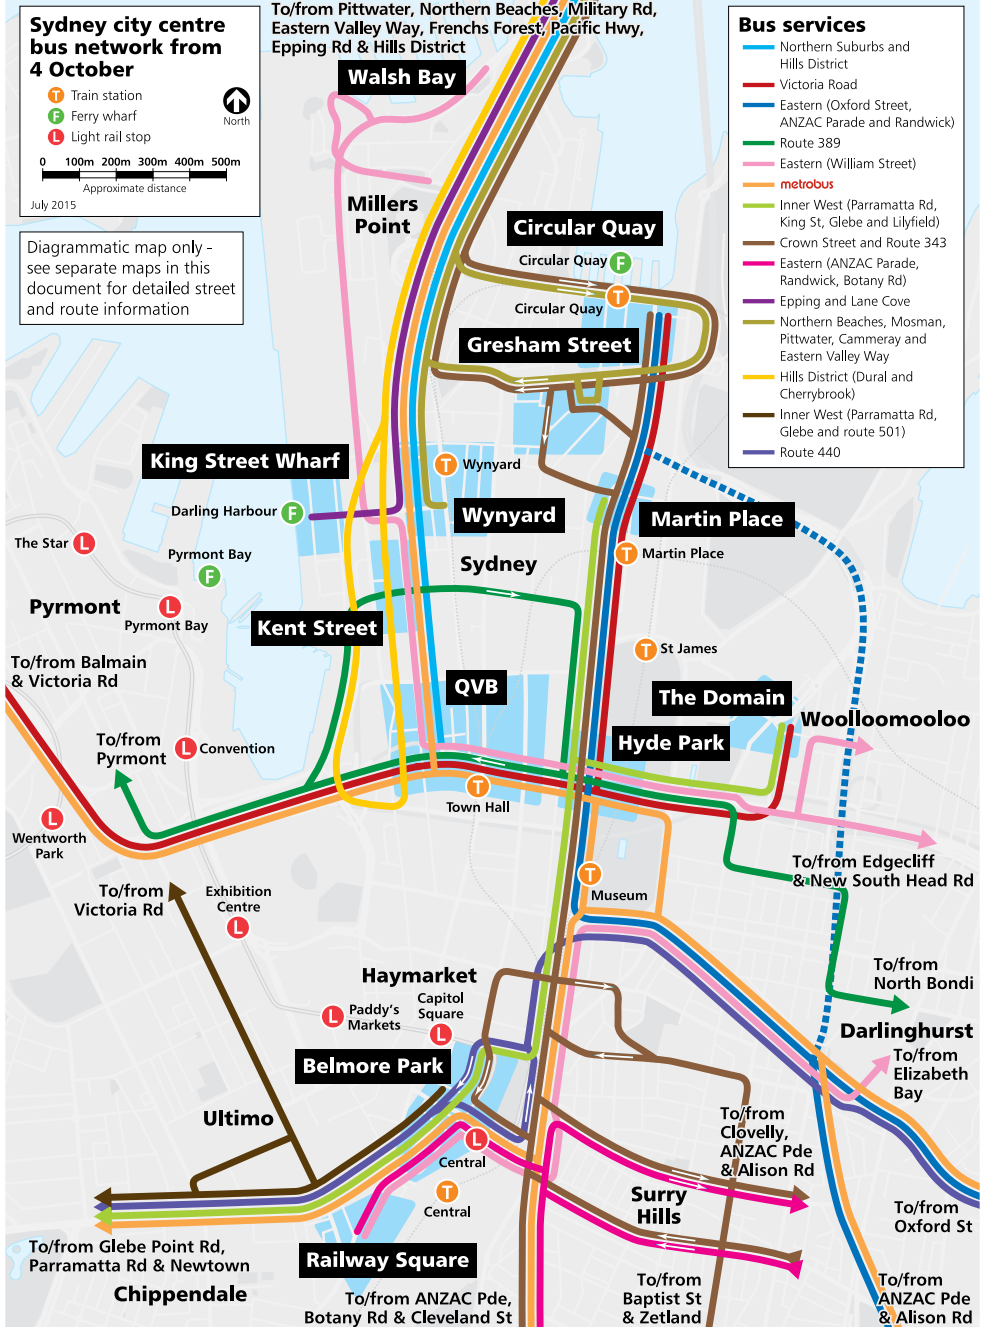 Sydney city centre
bus network from
4 October
T Train station
F Ferry wharf
L Light rail stop
North
0 100m 200m 300m 400m 500m
Approximate distance
July 2015
Diagrammatic map only -
see separate maps in this
document for detailed street
and route information
To/from Pittwater, Northern Beaches, Military Rd,
Eastern Valley Way, Frenchs Forest, Pacific Hwy,
Epping Rd & Hills District
Bus services
Northern Suburbs and
Hills District
Victoria Road
Eastern (Oxford Street,
ANZAC Parade and Randwick)
Route 389
Eastern (William Street)
metrobus
Inner West (Parramatta Rd,
King St, Glebe and Lilyfield)
Crown Street and Route 343
Eastern (ANZAC Parade,
Randwick, Botany Rd)
Epping and Lane Cove
Northern Beaches, Mosman,
Pittwater, Cammeray and
Eastern Valley Way
Hills District (Dural and
Cherrybrook)
Inner West (Parramatta Rd,
Glebe and route 501)
Route 440
Walsh Bay
Millers
Point
Circular Quay
Circular Quay F
T
Circular Quay
Gresham Street
King Street Wharf
T Wynyard
Darling Harbour F
Wynyard
Martin Place
The Star L
T Martin Place
Pyrmont Bay
F
Sydney
Pyrmont
L
Pyrmont Bay
Kent Street
T St James
To/from Balmain
& Victoria Rd
QVB
The Domain
Woolloomooloo
To/from
Pyrmont
L Convention
Hyde Park
T
Town Hall
L
Wentworth
Park
To/from Edgecliff
& New South Head Rd
To/from
Victoria Rd
Exhibition
Centre
L
T
Museum
Haymarket
To/from
North Bondi
L Paddy's
Markets
Capitol
Square
L
Darlinghurst
Belmore Park
To/from
Elizabeth
Bay
Ultimo
To/from
Clovelly,
ANZAC Pde
& Alison Rd
L
Central
T
Central
Surry
Hills
To/from
Oxford St
To/from Glebe Point Rd,
Parramatta Rd & Newtown
Railway Square
Chippendale
To/from ANZAC Pde,
Botany Rd & Cleveland St
To/from
Baptist St
& Zetland
To/from
ANZAC Pde
& Alison Rd